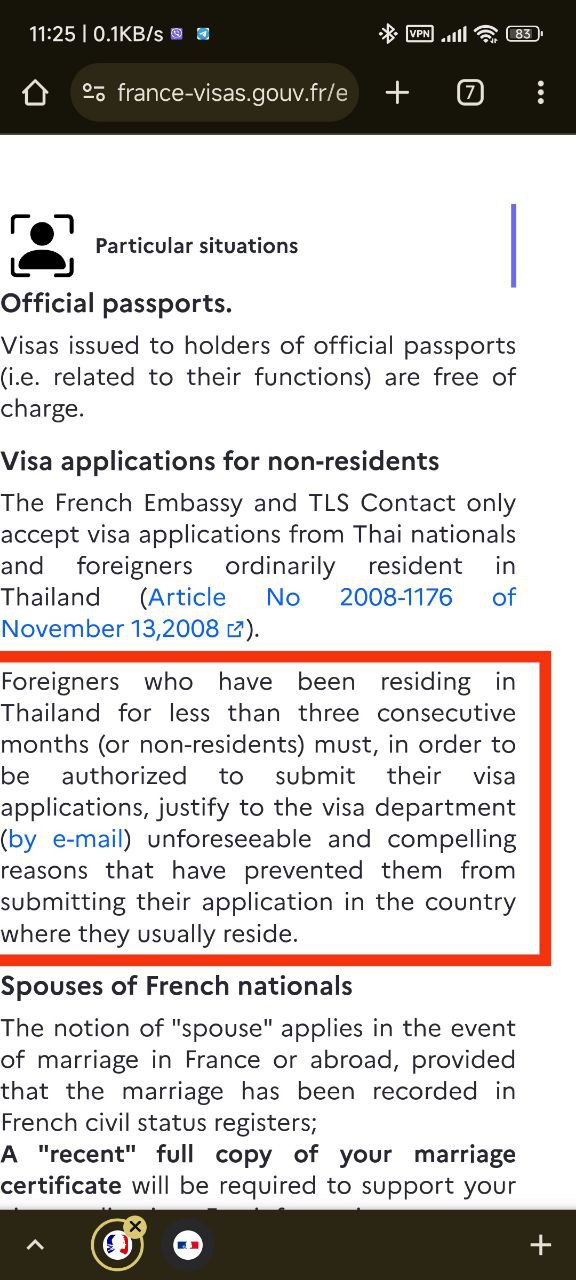 11:25 | 0.1KB/s
VPN
83
france-visas.gouv.fr/e
7
Particular situations
Official passports.
Visas issued to holders of official passports
(i.e. related to their functions) are free of
charge.
Visa applications for non-residents
The French Embassy and TLS Contact only
accept visa applications from Thai nationals
and foreigners ordinarily resident in
Thailand (Article No 2008-1176 of
November 13,2008).
Foreigners who have been residing in
Thailand for less than three consecutive
months (or non-residents) must, in order to
be authorized to submit their visa
applications, justify to the visa department
(by e-mail) unforeseeable and compelling
reasons that have prevented them from
submitting their application in the country
where they usually reside.
Spouses of French nationals
The notion of "spouse" applies in the event
of marriage in France or abroad, provided
that the marriage has been recorded in
French civil status registers;
A "recent" full copy of your marriage
certificate will be required to support your